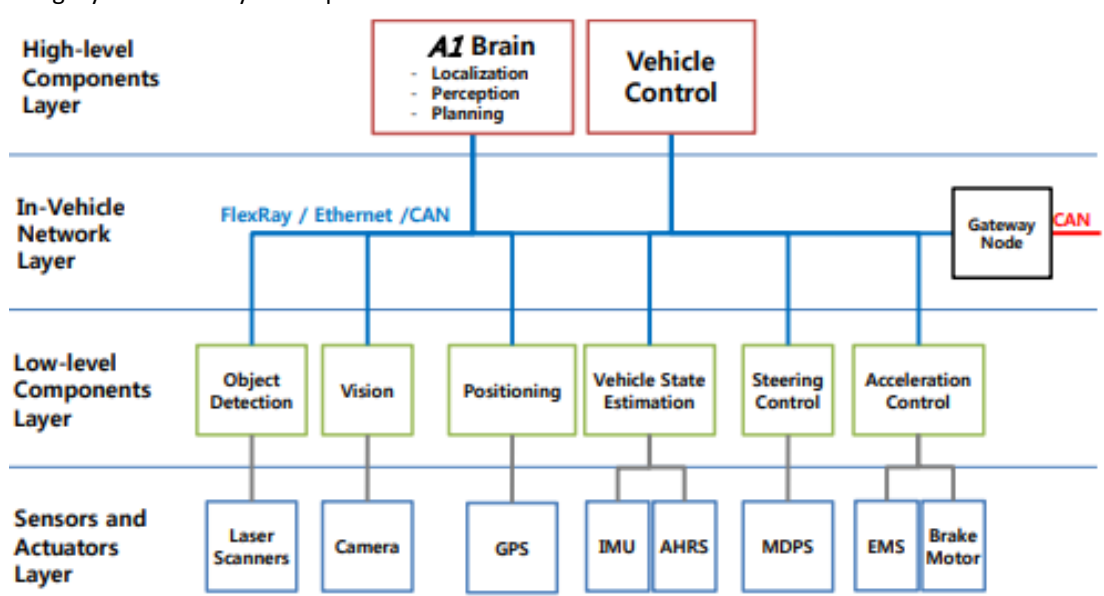 High-level
Components
Layer
A1 Brain
- Localization
- Perception
- Planning
Vehicle
Control
In-Vehicle
Network
Layer
FlexRay / Ethernet /CAN
Gateway
Node
CAN
Low-level
Components
Layer
Object
Detection
Vision
Positioning
Vehicle State
Estimation
Steering
Control
Acceleration
Control
Sensors and
Actuators
Layer
Laser
Scanners
Camera
GPS
IMU
AHRS
MDPS
EMS
Brake
Motor